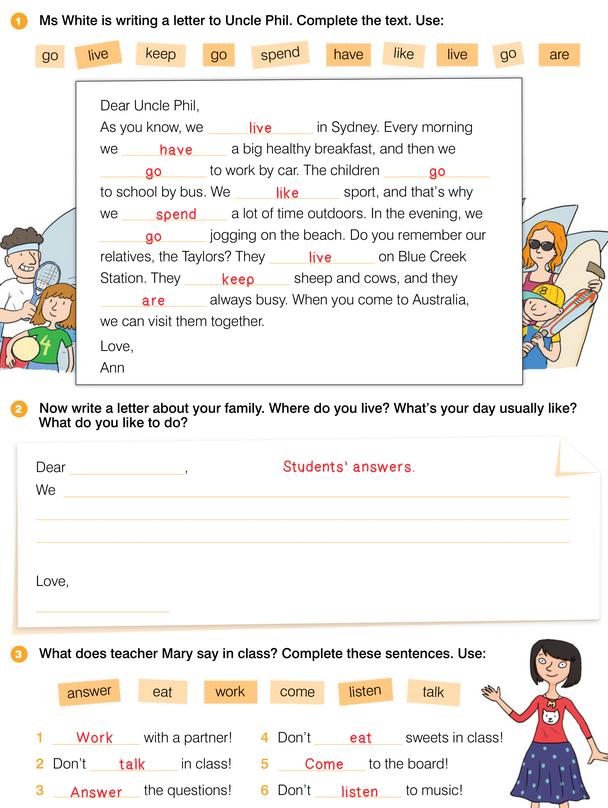 1 Ms White is writing a letter to Uncle Phil. Complete the text. Use:
go live keep go spend have like live go are
Dear Uncle Phil,
As you know, we live in Sydney. Every morning
we have a big healthy breakfast, and then we
go to work by car. The children go
to school by bus. We like sport, and that's why
we spend a lot of time outdoors. In the evening, we
go jogging on the beach. Do you remember our
relatives, the Taylors? They live on Blue Creek
Station. They keep sheep and cows, and they
are always busy. When you come to Australia,
we can visit them together.
Love,
Ann
4
8
2 Now write a letter about your family. Where do you live? What's your day usually like?
What do you like to do?
Dear , Students' answers.
We
Love,
3 What does teacher Mary say in class? Complete these sentences. Use:
answer eat work come listen talk
1 Work with a partner!
2 Don't talk in class!
3 Answer the questions!
4 Don't eat sweets in class!
5 Come to the board!
6 Don't listen to music!
M